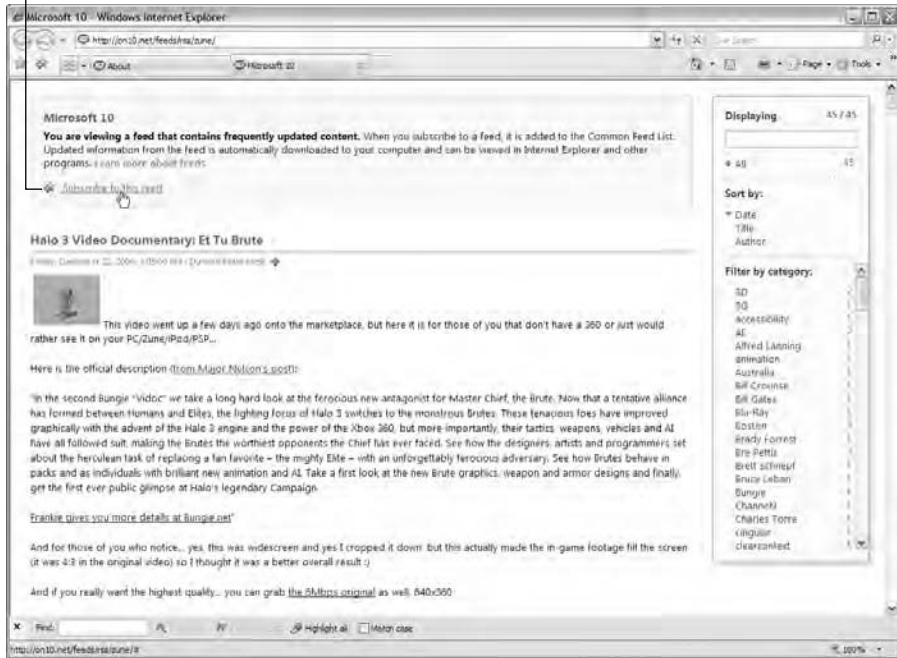 Microsoft 10 - Windows Internet Explorer
http://on10.net/feeds/rss/zune/
About
Microsoft 10
Page
Tools
Microsoft 10
You are viewing a feed that contains frequently updated content. When you subscribe to a feed, it is added to the Common Feed List.
Updated information from the feed is automatically downloaded to your computer and can be viewed in Internet Explorer and other
programs. Learn more about feeds.
Subscribe to this feed
Halo 3 Video Documentary: Et Tu Brute
This video went up a few days ago onto the marketplace, but here it is for those of you that don't have a 360 or just would
rather see it on your PC/Zune/iPod/PSP...
Here is the official description (from Major Nelson's post):
"In the second Bungie "Vidoc" we take a long hard look at the ferocious new antagonist for Master Chief, the Brute. Now that a tentative alliance
has formed between Humans and Elites, the fighting focus of Halo 3 switches to the monstrous Brutes. These tenacious foes have improved
graphically with the advent of the Halo 3 engine and the power of the Xbox 360, but more importantly, their tactics, weapons, vehicles and AI
have all followed suit, making the Brutes the worthiest opponents the Chief has ever faced. See how the designers, artists and programmers set
about the herculean task of replacing a fan favorite – the mighty Elite – with an unforgettably ferocious adversary. See how Brutes behave in
packs and as individuals with brilliant new animation and AI. Take a first look at the new Brute graphics, weapon and armor designs and finally,
get the first ever public glimpse at Halo's legendary Campaign.
Frankie gives you more details at Bungie.net"
And for those of you who notice... yes, this was widescreen and yes I cropped it down but this actually made the in-game footage fill the screen
(it was 4:3 in the original video) so I thought it was a better overall result :)
And if you really want the highest quality... you can grab the 6Mbps original as well. 640x360
Displaying 45 / 45
All 45
Sort by:
Date
Title
Author
Filter by category:
3D
5G
Accessibility
AE
Alfred Lanning
animation
Australia
Bill Crounse
Bill Gates
Blu-Ray
Boston
Brady Forrest
Bre Pettis
Brett schnepf
Bruce Leban
Bungie
Channel9
Charles Torre
cingular
clearcontext
Find:
Highlight all
Match case
http://on10.net/feeds/rss/zune/#
100%